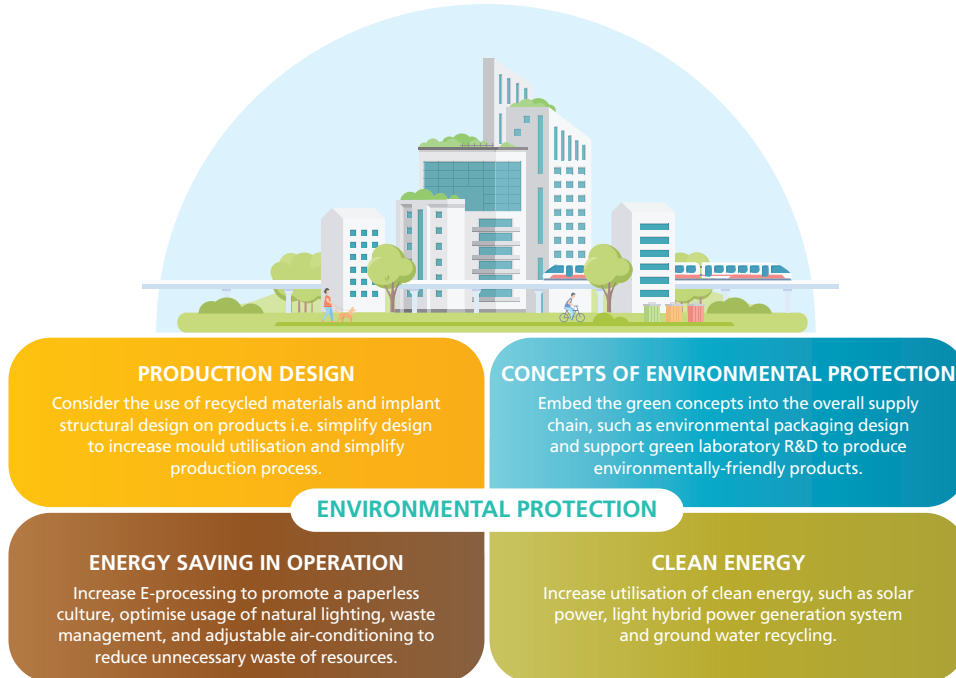 PRODUCTION DESIGN
Consider the use of recycled materials and implant
structural design on products i.e. simplify design
to increase mould utilisation and simplify
production process.
CONCEPTS OF ENVIRONMENTAL PROTECTION
Embed the green concepts into the overall supply
chain, such as environmental packaging design
and support green laboratory R&D to produce
environmentally-friendly products.
ENVIRONMENTAL PROTECTION
ENERGY SAVING IN OPERATION
Increase E-processing to promote a paperless
culture, optimise usage of natural lighting, waste
management, and adjustable air-conditioning to
reduce unnecessary waste of resources.
CLEAN ENERGY
Increase utilisation of clean energy, such as solar
power, light hybrid power generation system
and ground water recycling.